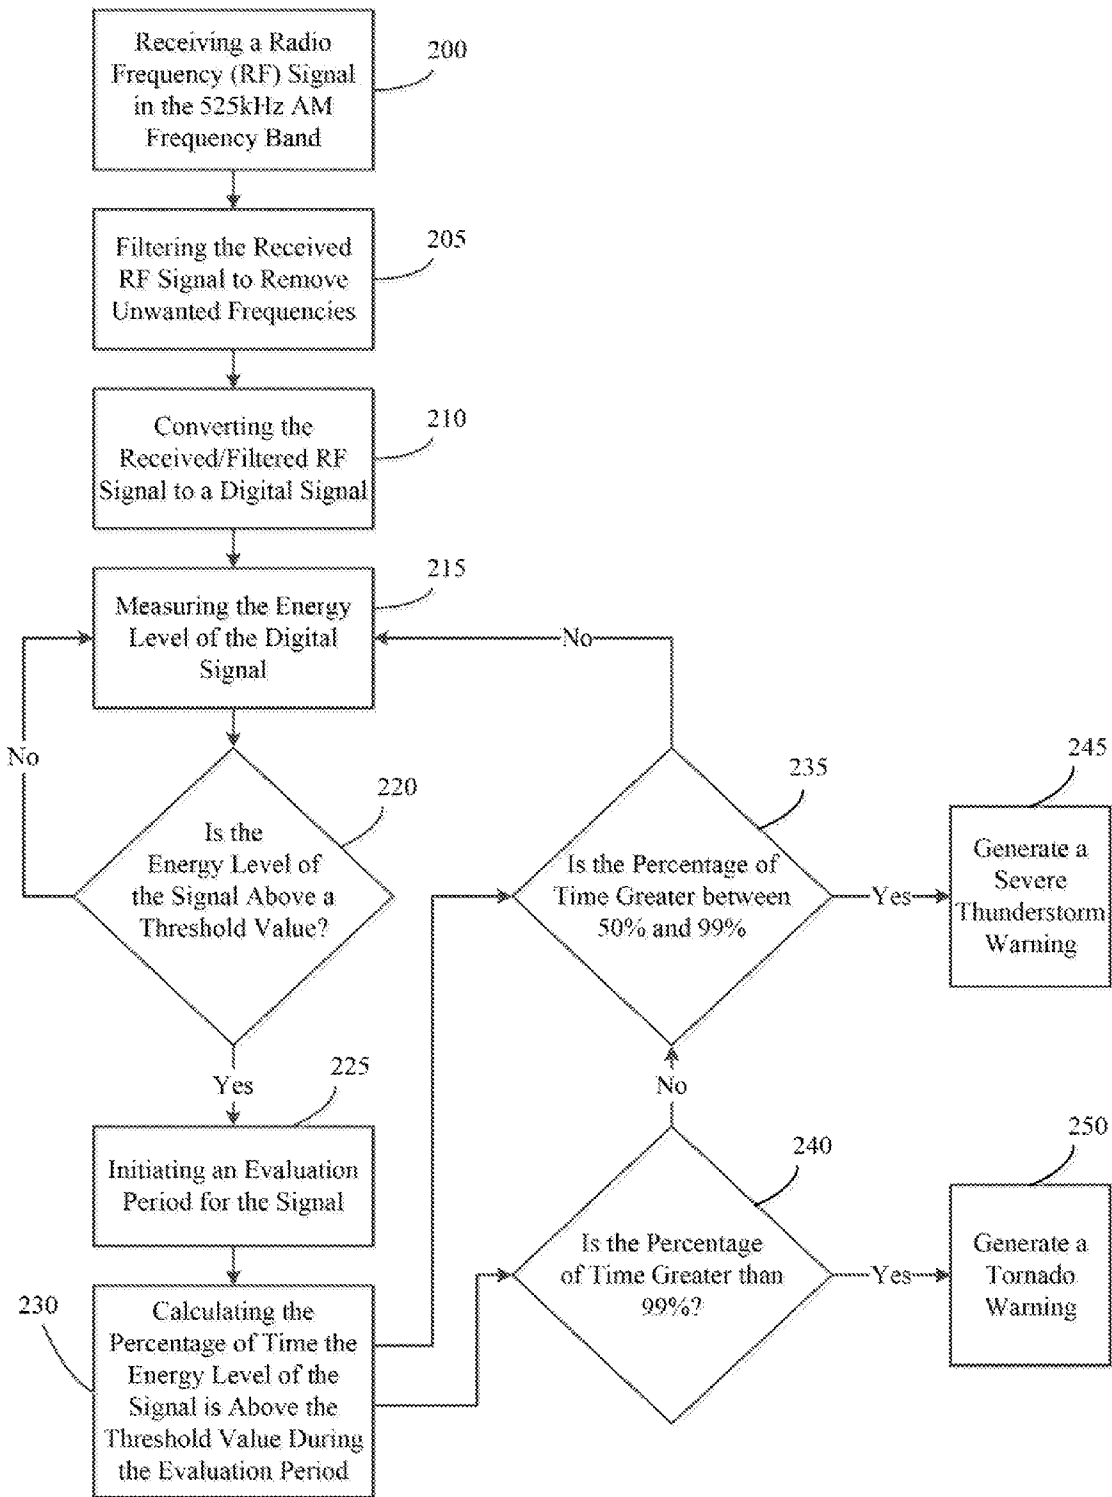 Receiving a Radio
Frequency (RF) Signal
in the 525kHz AM
Frequency Band
200
Filtering the Received
RF Signal to Remove
Unwanted Frequencies
205
Converting the
Received/Filtered RF
Signal to a Digital Signal
210
Measuring the Energy
Level of the Digital
Signal
215
No
No
Is the
Energy Level of
the Signal Above a
Threshold Value?
220
Yes
Initiating an Evaluation
Period for the Signal
225
Calculating the
Percentage of Time the
Energy Level of the
Signal is Above the
Threshold Value During
the Evaluation Period
230
Is the Percentage of
Time Greater between
50% and 99%
235
Yes
Generate a
Severe
Thunderstorm
Warning
245
No
Is the Percentage
of Time Greater than
99%?
240
Yes
Generate a
Tornado
Warning
250